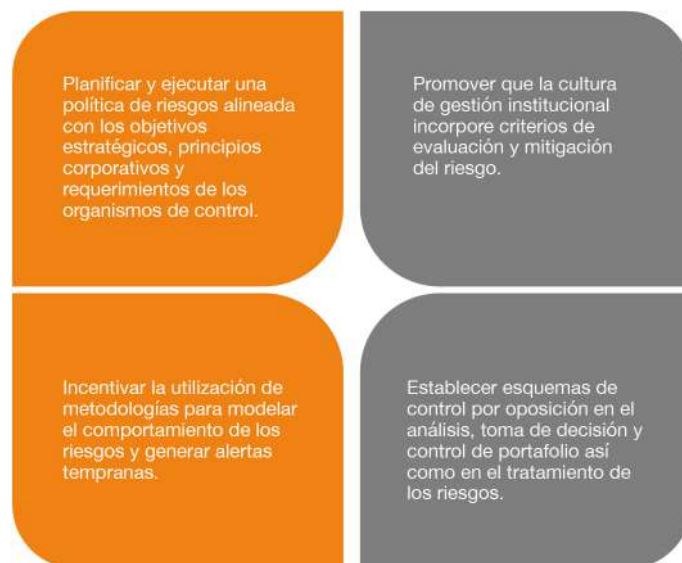 Planificar y ejecutar una
política de riesgos alineada
con los objetivos
estratégicos, principios
corporativos y
requerimientos de los
organismos de control.
Promover que la cultura
de gestión institucional
incorpore criterios de
evaluación y mitigación
del riesgo.
Incentivar la utilización de
metodologías para modelar
el comportamiento de los
riesgos y generar alertas
tempranas.
Establecer esquemas de
control por oposición en el
análisis, toma de decisión y
control de portafolio así
como en el tratamiento de
los riesgos.